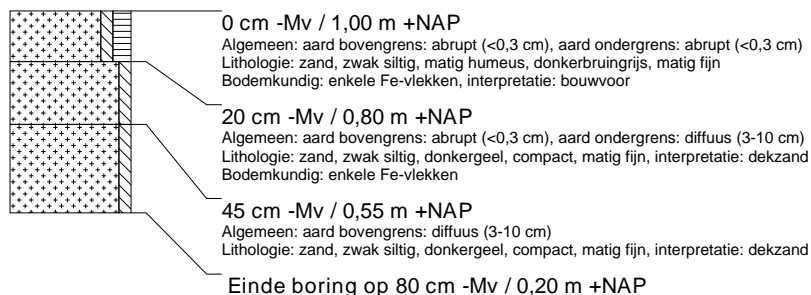 0 cm -Mv / 1,00 m +NAP
Algemeen: aard bovengrens: abrupt (<0,3 cm), aard ondergrens: abrupt (<0,3 cm)
Lithologie: zand, zwak siltig, matig humeus, donkerbruingrijs, matig fijn
Bodemkundig: enkele Fe-vlekken, interpretatie: bouwvoor
20 cm -Mv / 0,80 m +NAP
Algemeen: aard bovengrens: abrupt (<0,3 cm), aard ondergrens: diffuus (3-10 cm)
Lithologie: zand, zwak siltig, donkergeel, compact, matig fijn, interpretatie: dekzand
Bodemkundig: enkele Fe-vlekken
45 cm -Mv / 0,55 m +NAP
Algemeen: aard bovengrens: diffuus (3-10 cm)
Lithologie: zand, zwak siltig, donkergeel, compact, matig fijn, interpretatie: dekzand
Einde boring op 80 cm -Mv / 0,20 m +NAP